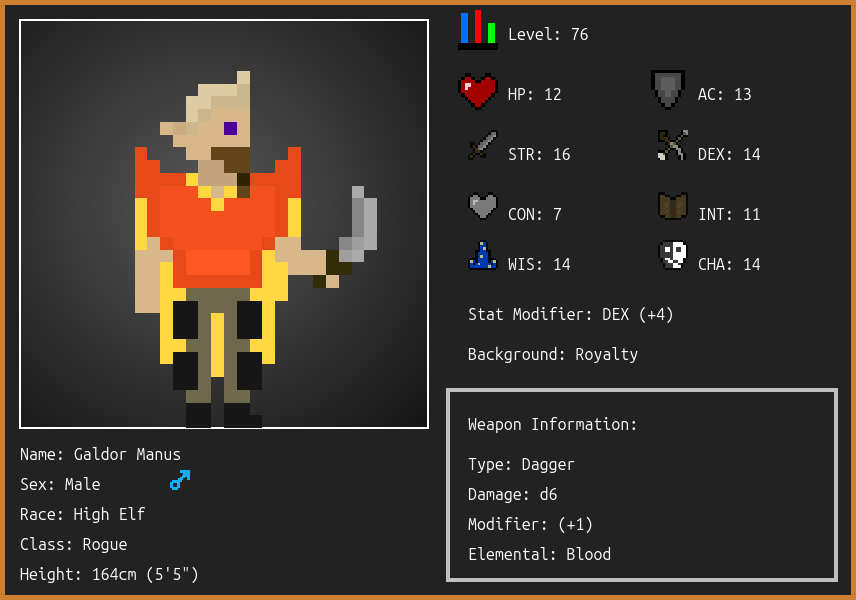 Level: 76
HP: 12
AC: 13
STR: 16
DEX: 14
CON: 7
INT: 11
WIS: 14
CHA: 14
Stat Modifier: DEX (+4)
Background: Royalty
Weapon Information:
Type: Dagger
Damage: d6
Modifier: (+1)
Elemental: Blood
Name: Galdor Manus
Sex: Male
Race: High Elf
Class: Rogue
Height: 164cm (5'5")